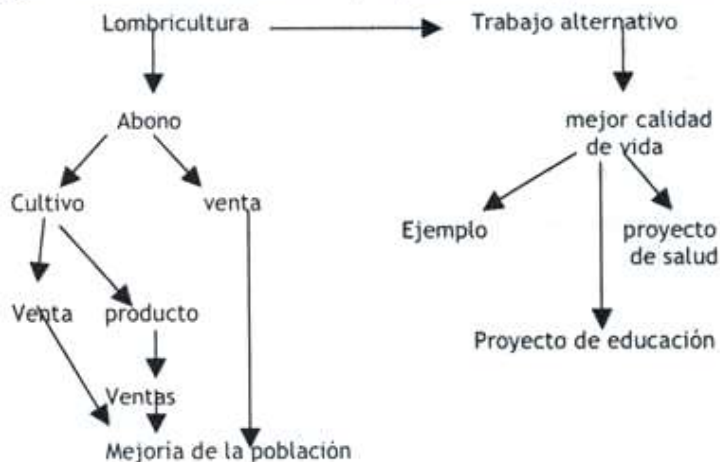 Lombricultura
Trabajo alternativo
Abono
mejor calidad
de vida
Cultivo
venta
Ejemplo
proyecto
de salud
Venta
producto
Proyecto de educación
Ventas
Mejoría de la población